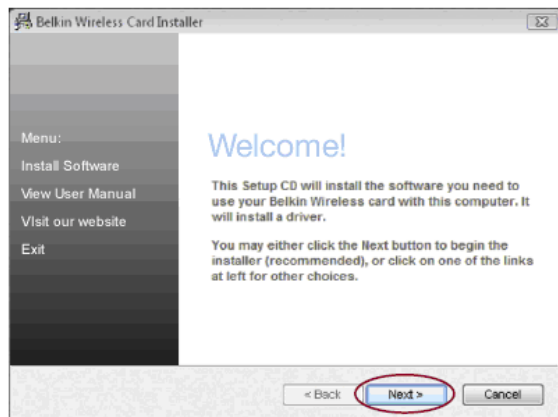 Belkin Wireless Card Installer
Menu:
Install Software
View User Manual
VIsit our website
Exit
Welcome!
This Setup CD will install the software you need to
use your Belkin Wireless card with this computer. It
will install a driver.
You may either click the Next button to begin the
installer (recommended), or click on one of the links
at left for other choices.
< Back
Next >
Cancel